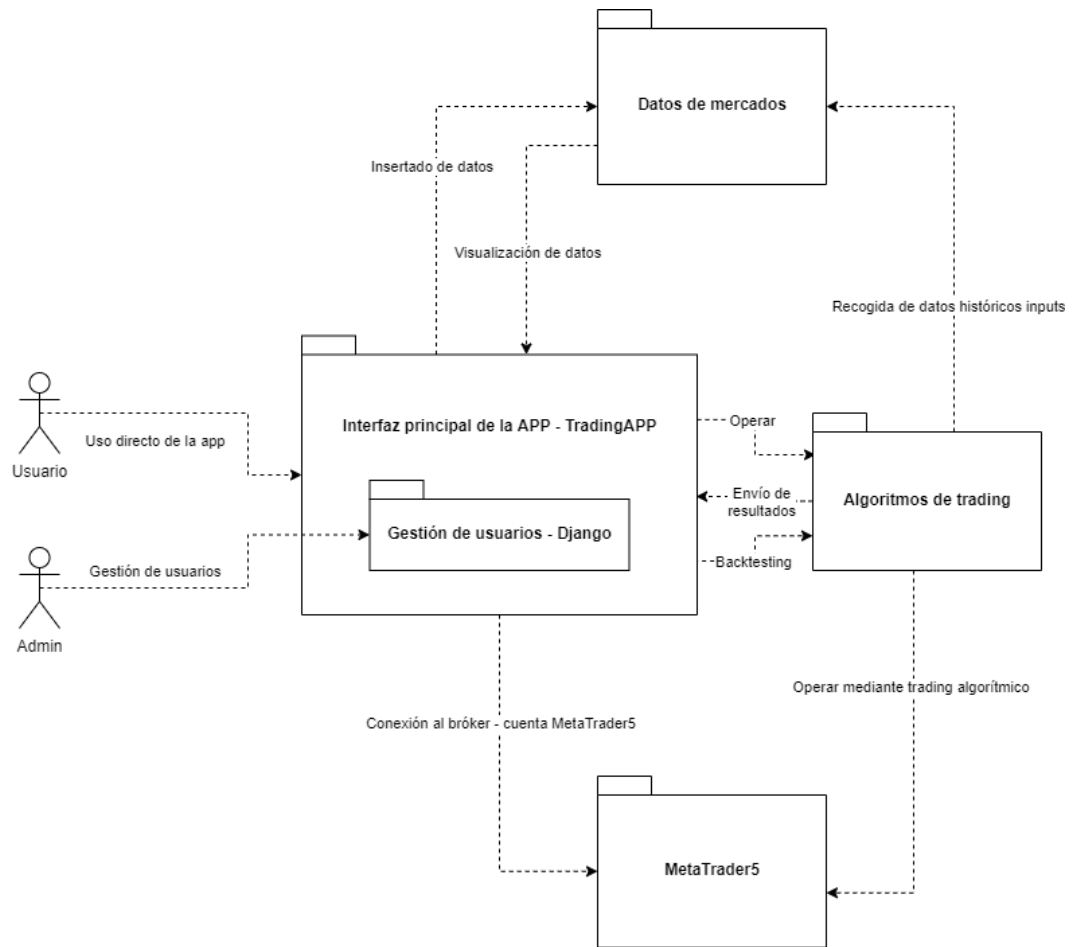 Datos de mercados
Insertado de datos
Visualización de datos
Recogida de datos históricos inputs
Interfaz principal de la APP - TradingAPP
Operar
Uso directo de la app
Usuario
Envío de
resultados
Algoritmos de trading
Gestión de usuarios - Django
Backtesting
Gestión de usuarios
Admin
Operar mediante trading algorítmico
Conexión al bróker - cuenta MetaTrader5
MetaTrader5